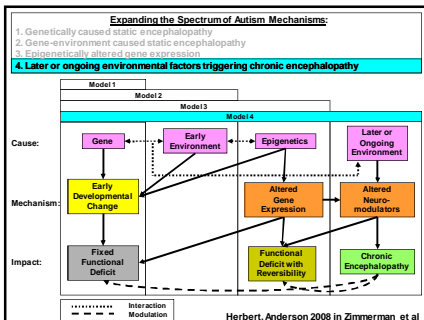 Expanding the Spectrum of Autism Mechanisms:
1. Genetically caused static encephalopathy
2. Gene-environment caused static encephalopathy
3. Epigenetically altered gene expression
4. Later or ongoing environmental factors triggering chronic encephalopathy
Model 1
Model 2
Model 3
Model 4
Cause:
Gene
Early
Environment
Epigenetics
Later or
Ongoing
Environment
Mechanism:
Early
Developmental
Change
Altered
Gene
Expression
Altered
Neuro-
modulators
Impact:
Fixed
Functional
Deficit
Functional
Deficit with
Reversibility
Chronic
Encephalopathy
Interaction
Modulation
Herbert, Anderson 2008 in Zimmerman et al